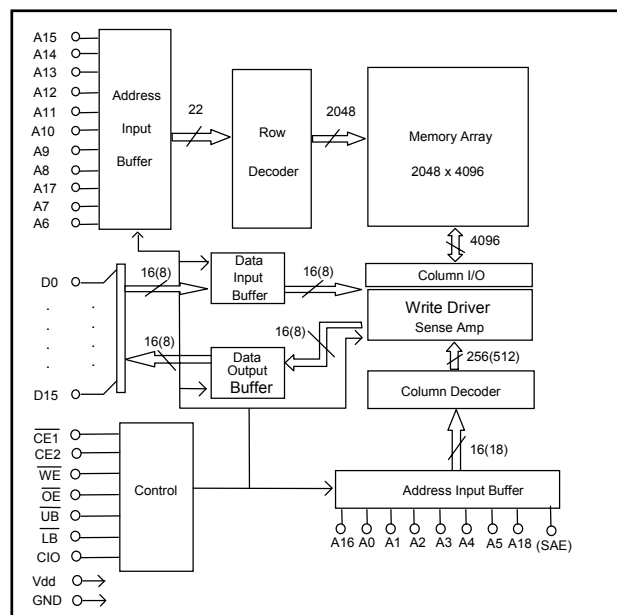 A15
A14
A13
A12
A11
A10
A9
A8
A17
A7
A6
Address
Input
Buffer
22
Row
Decoder
2048
Memory Array
2048 x 4096
4096
D0
.
.
.
.
D15
.
.
.
.
16(8)
Data
Input
Buffer
16(8)
Column I/O
Write Driver
Sense Amp
16(8)
16(8)
Data
Output
Buffer
256(512)
Column Decoder
16(18)
CE1
CE2
WE
OE
UB
LB
CIO
Vdd
GND
Control
Address Input Buffer
A16 A0 A1 A2 A3 A4 A5 A18 (SAE)